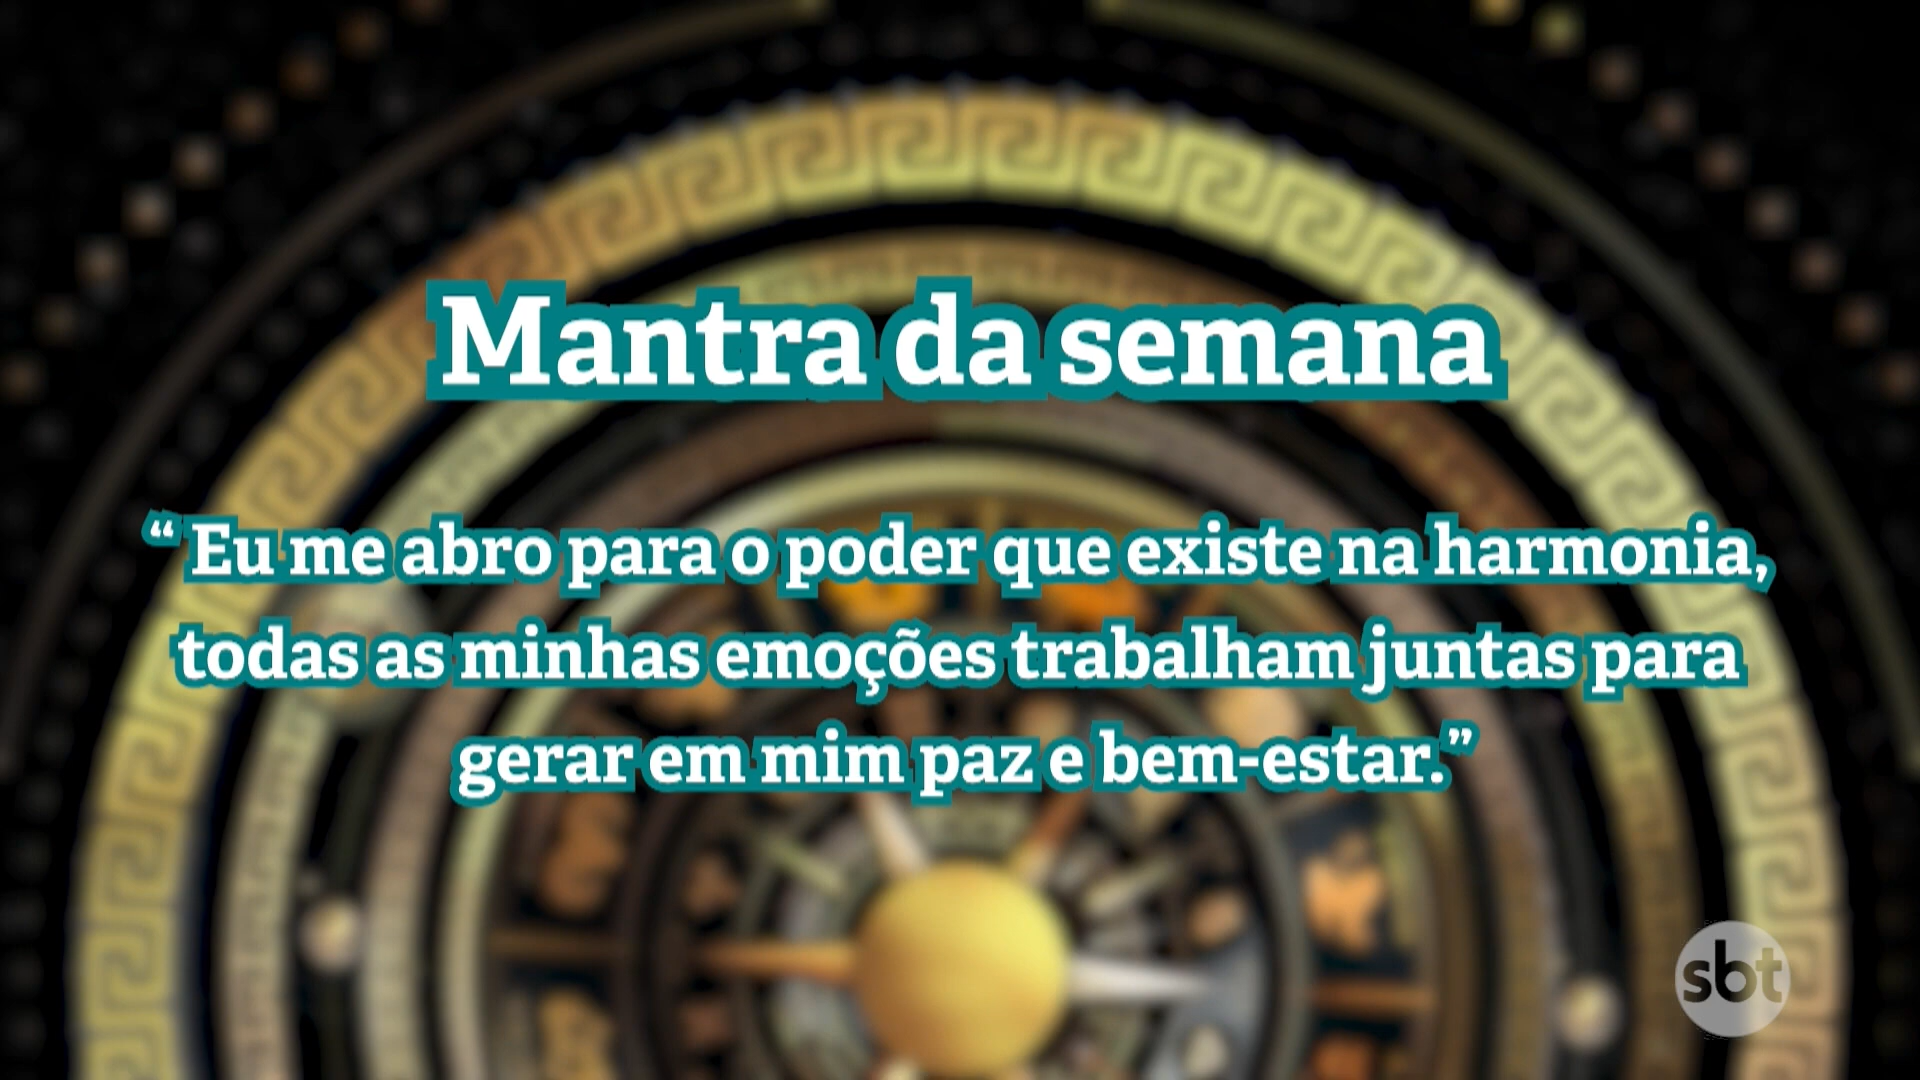 Mantra da semana
“ Eu me abro para o poder que existe na harmonia,
todas as minhas emoções trabalham juntas para
gerar em mim paz e bem-estar.”
sbt